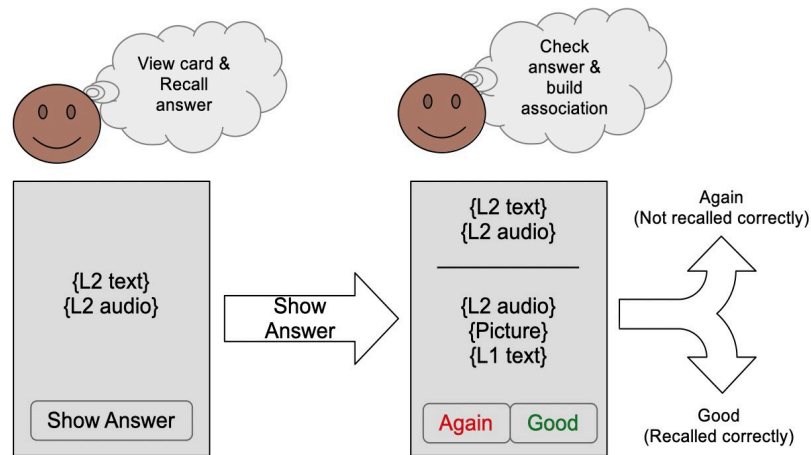 View card &
Recall
answer
Check
answer &
build
association
{L2 text}
{L2 audio}
Show Answer
Show
Answer
{L2 text}
{L2 audio}
{L2 audio}
{Picture}
{L1 text}
Again
Good
Again
(Not recalled correctly)
Good
(Recalled correctly)